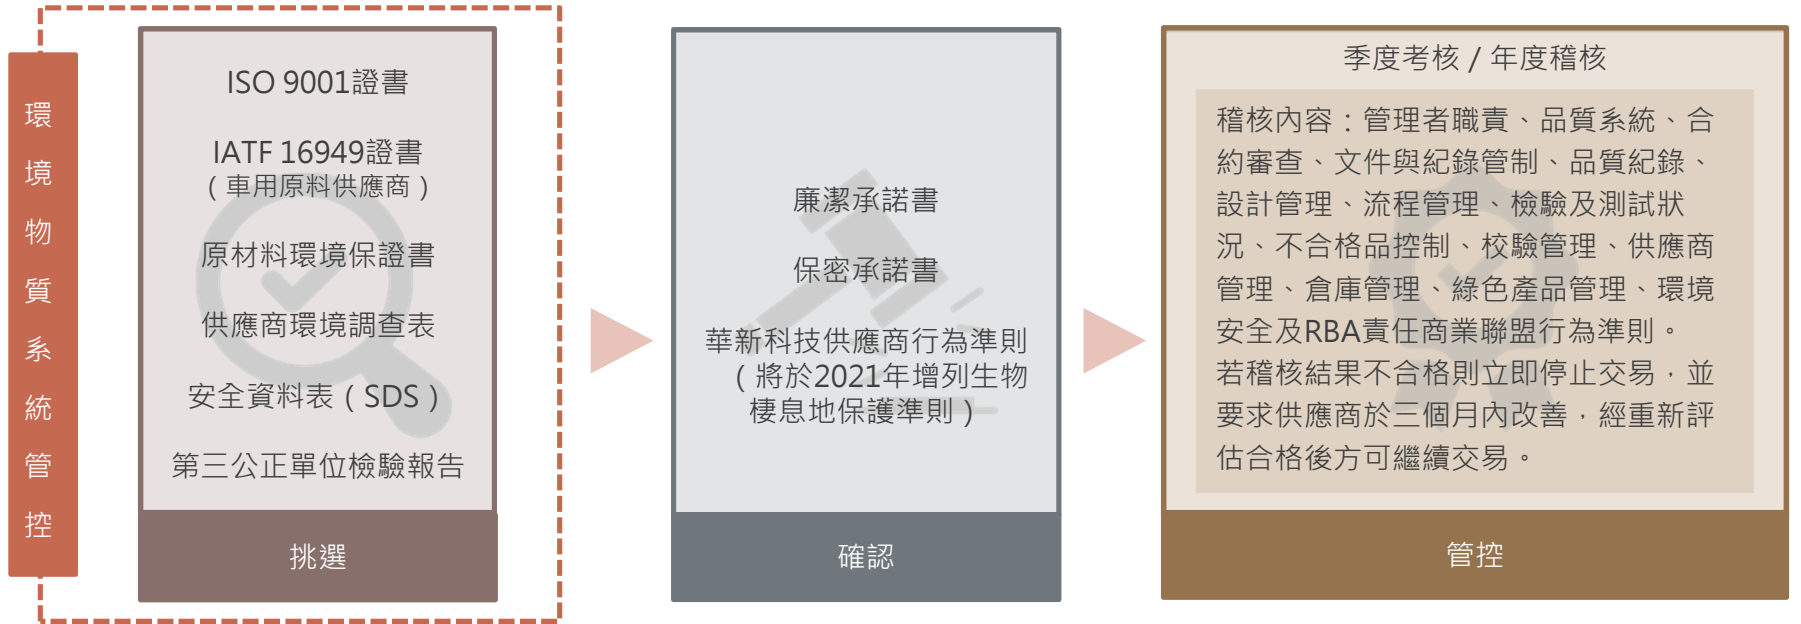 環境物質系統管控
ISO 9001證書
IATF 16949證書
（車用原料供應商）
原材料環境保證書
供應商環境調查表
安全資料表（SDS）
第三公正單位檢驗報告
挑選
廉潔承諾書
保密承諾書
華新科技供應商行為準則
（將於2021年增列生物
棲息地保護準則）
確認
季度考核 / 年度稽核
稽核內容：管理者職責、品質系統、合
約審查、文件與紀錄管制、品質紀錄、
設計管理、流程管理、檢驗及測試狀
況、不合格品控制、校驗管理、供應商
管理、倉庫管理、綠色產品管理、環境
安全及RBA責任商業聯盟行為準則。
若稽核結果不合格則立即停止交易，並
要求供應商於三個月內改善，經重新評
估合格後方可繼續交易。
管控